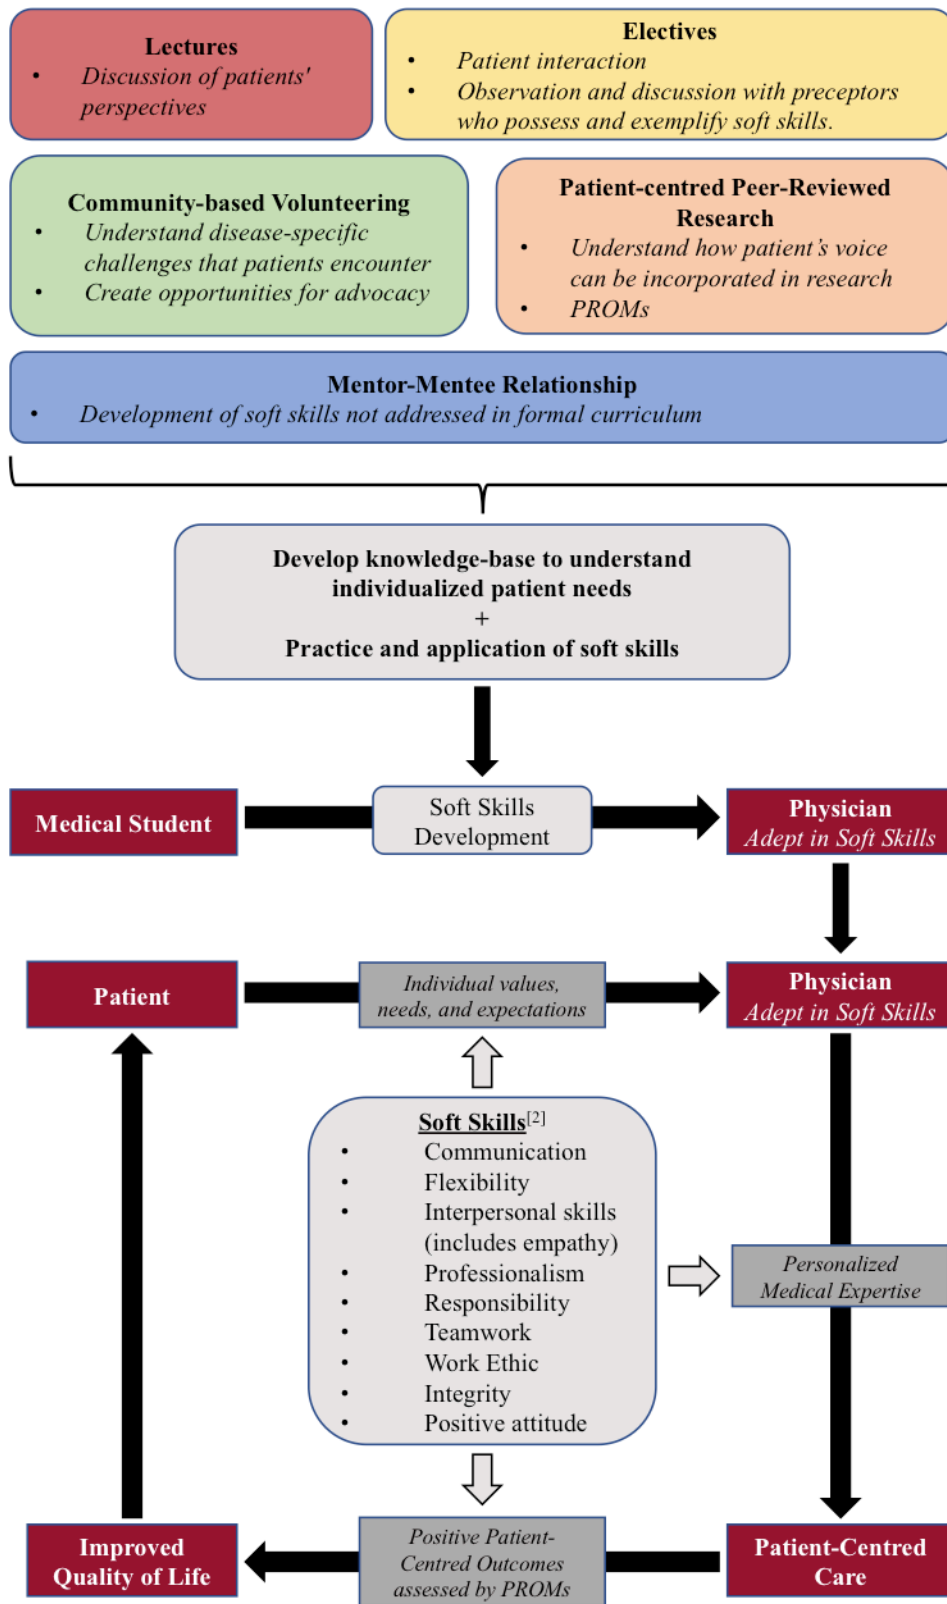 Lectures
• Discussion of patients'
perspectives
Electives
• Patient interaction
• Observation and discussion with preceptors
who possess and exemplify soft skills.
Community-based Volunteering
• Understand disease-specific
challenges that patients encounter
• Create opportunities for advocacy
Patient-centred Peer-Reviewed
Research
• Understand how patient’s voice
can be incorporated in research
• PROMs
Mentor-Mentee Relationship
• Development of soft skills not addressed in formal curriculum
Develop knowledge-base to understand
individualized patient needs
+
Practice and application of soft skills
Medical Student
Soft Skills
Development
Physician
Adept in Soft Skills
Patient
Individual values,
needs, and expectations
Physician
Adept in Soft Skills
Soft Skills[2]
• Communication
• Flexibility
• Interpersonal skills
(includes empathy)
• Professionalism
• Responsibility
• Teamwork
• Work Ethic
• Integrity
• Positive attitude
Personalized
Medical Expertise
Improved
Quality of Life
Positive Patient-
Centred Outcomes
assessed by PROMs
Patient-Centred
Care